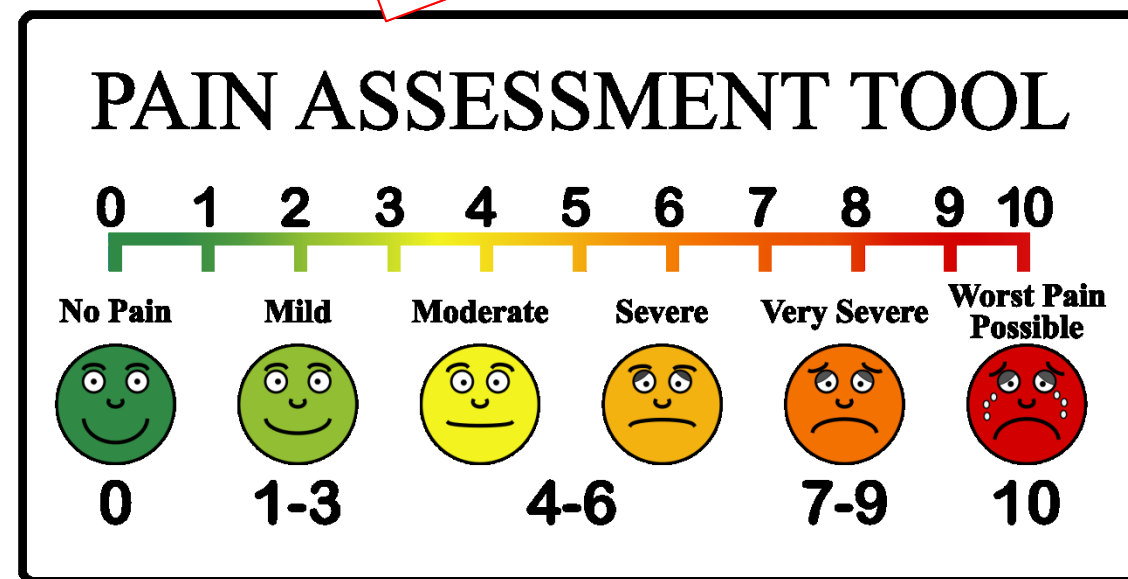 PAIN ASSESSMENT TOOL
0 1 2 3 4 5 6 7 8 9 10
No Pain Mild Moderate Severe Very Severe Worst Pain Possible
0 1-3 4-6 7-9 10